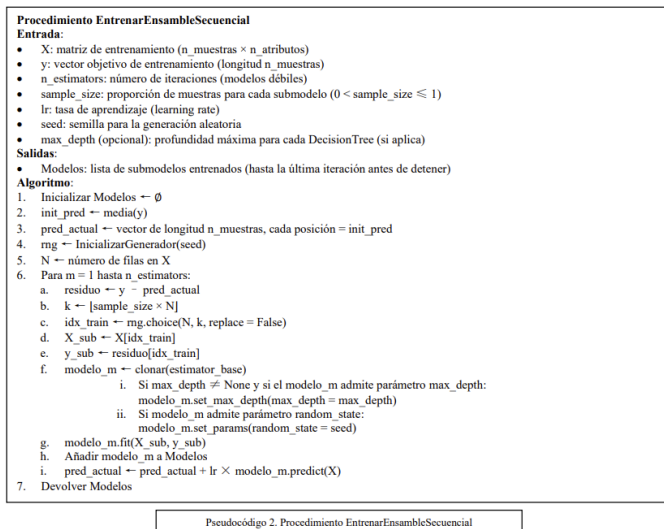 Procedimiento EntrenarEnsambleSecuencial
Entrada:
• X: matriz de entrenamiento (n_muestras × n_atributos)
• y: vector objetivo de entrenamiento (longitud n_muestras)
• n_estimators: número de iteraciones (modelos débiles)
• sample_size: proporción de muestras para cada submodelo (0 < sample_size ⩽ 1)
• lr: tasa de aprendizaje (learning rate)
• seed: semilla para la generación aleatoria
• max_depth (opcional): profundidad máxima para cada DecisionTree (si aplica)
Salidas:
• Modelos: lista de submodelos entrenados (hasta la última iteración antes de detener)
Algoritmo:
1. Inicializar Modelos ← ∅
2. init_pred ← media(y)
3. pred_actual ← vector de longitud n_muestras, cada posición = init_pred
4. rng ← InicializarGenerador(seed)
5. N ← número de filas en X
6. Para m = 1 hasta n_estimators:
a. residuo ← y − pred_actual
b. k ← ⌊sample_size × N⌋
c. idx_train ← rng.choice(N, k, replace = False)
d. X_sub ← X[idx_train]
e. y_sub ← residuo[idx_train]
f. modelo_m ← clonar(estimator_base)
i. Si max_depth ≠ None y si el modelo_m admite parámetro max_depth:
modelo_m.set_max_depth(max_depth = max_depth)
ii. Si modelo_m admite parámetro random_state:
modelo_m.set_params(random_state = seed)
g. modelo_m.fit(X_sub, y_sub)
h. Añadir modelo_m a Modelos
i. pred_actual ← pred_actual + lr × modelo_m.predict(X)
7. Devolver Modelos
Pseudocódigo 2. Procedimiento EntrenarEnsambleSecuencial